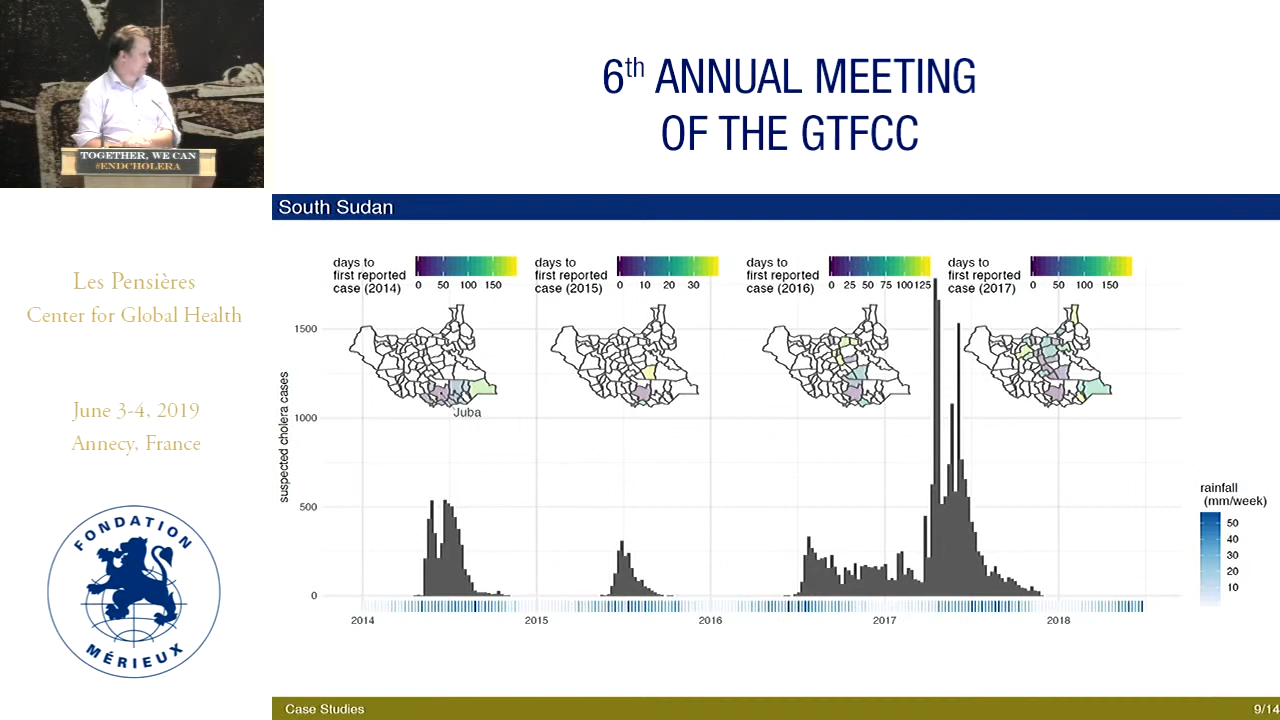 TOGETHER, WE CAN
#ENDCHOLERA
6th ANNUAL MEETING
OF THE GTFCC
Les Pensières
Center for Global Health
June 3-4, 2019
Annecy, France
FONDATION
MÉRIEUX
South Sudan
days to
first reported
case (2014)
0 50 100 150
days to
first reported
case (2015)
0 10 20 30
days to
first reported
case (2016)
0 25 50 75 100 125
days to
first reported
case (2017)
0 50 100 150
Juba
suspected cholera cases
1500
1000
500
0
2014 2015 2016 2017 2018
rainfall
(mm/week)
50
40
30
20
10
Case Studies 9/14